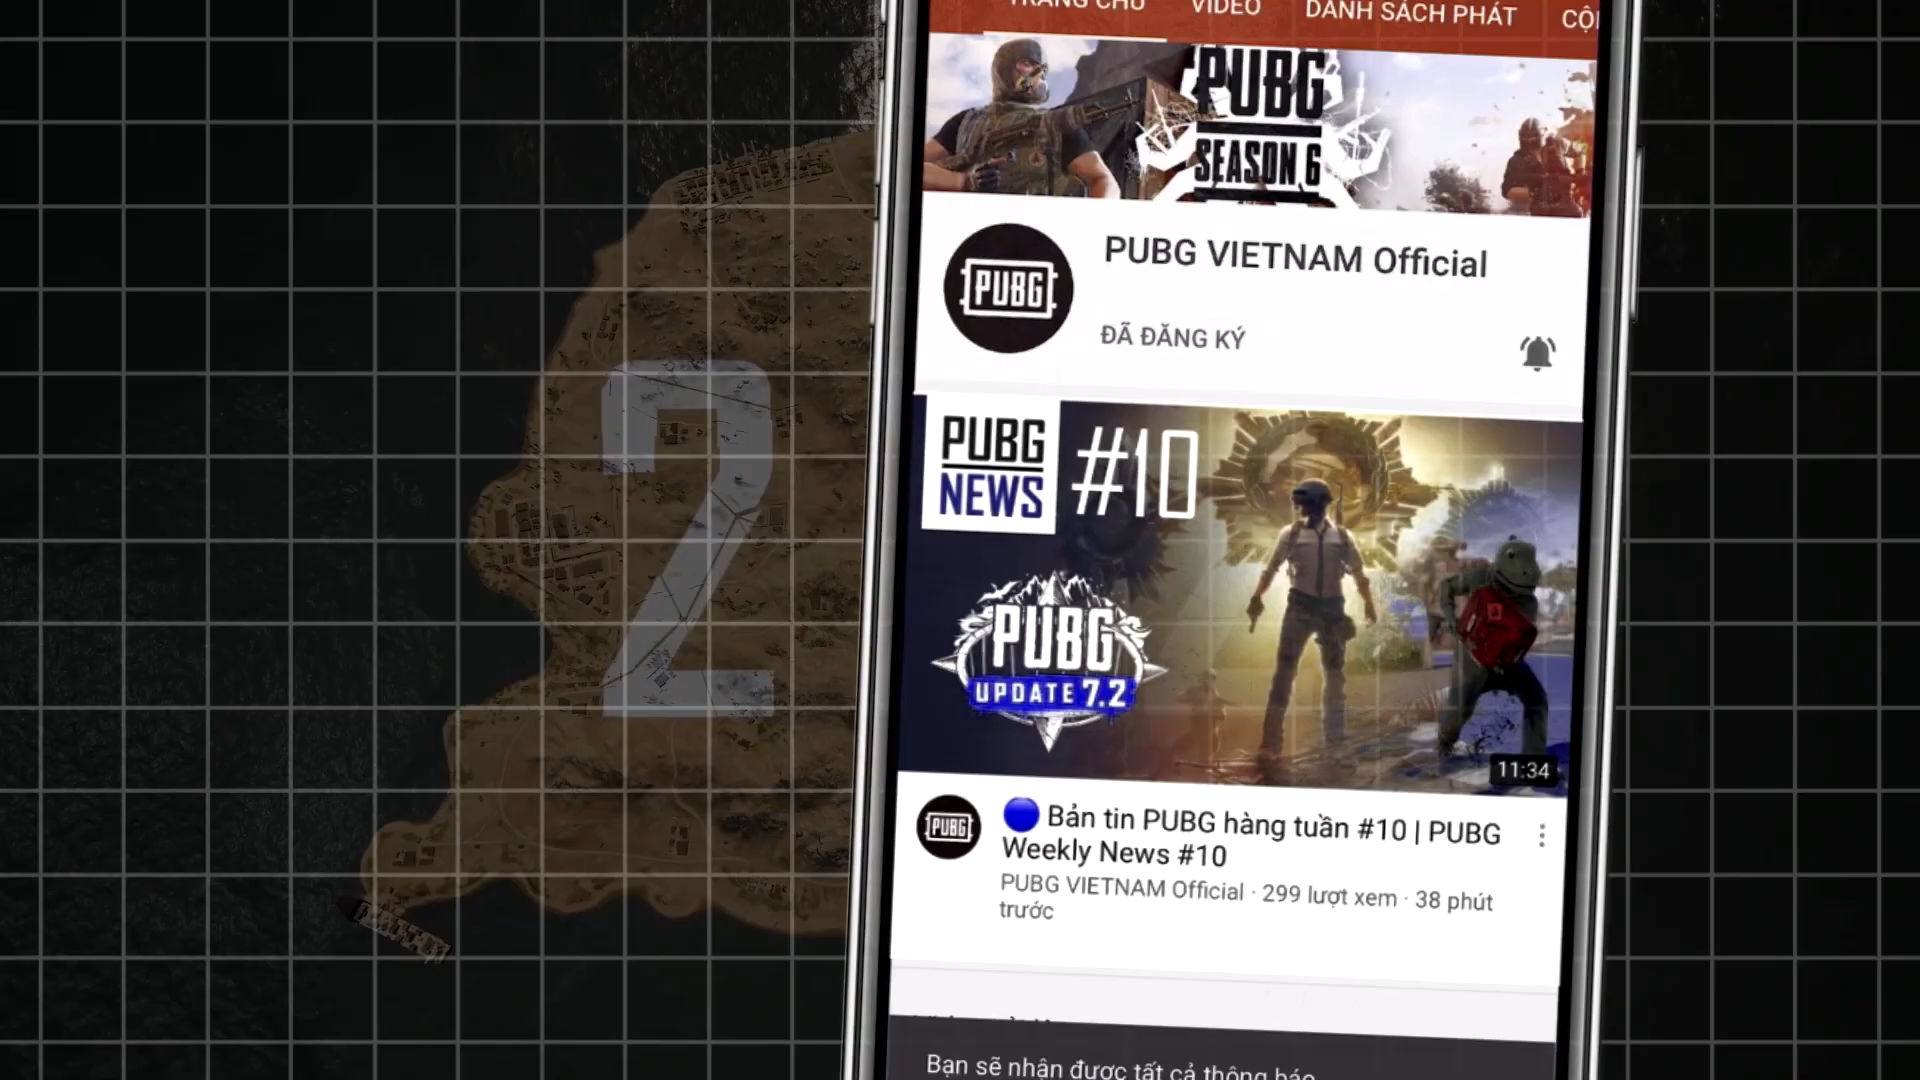 TRANG CHỦ VIDEO DANH SÁCH PHÁT
PUBG
SEASON 6
PUBG VIETNAM Official
PUBG
ĐÃ ĐĂNG KÝ
2
PUBG
NEWS
#10
PUBG
UPDATE 7.2
11:34
PUBG
Bản tin PUBG hàng tuần #10 | PUBG
Weekly News #10
PUBG VIETNAM Official · 299 lượt xem · 38 phút
trước
Bạn sẽ nhận được tất cả thông báo